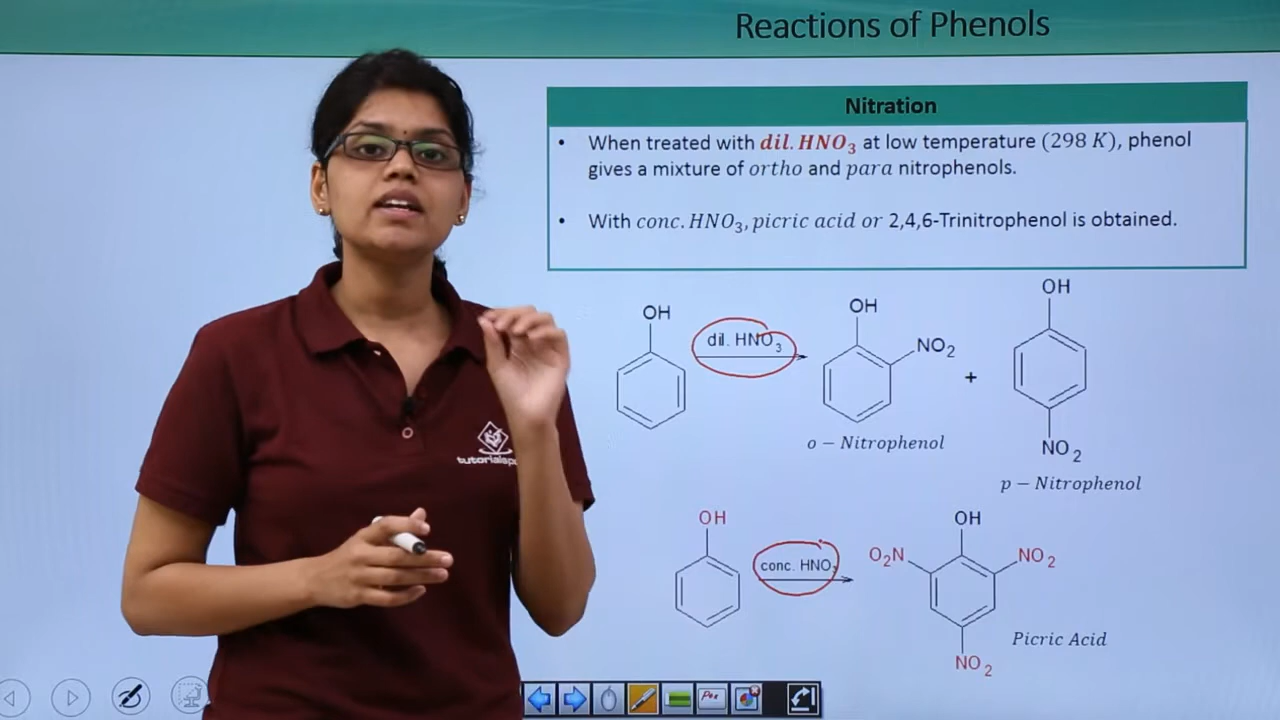 Reactions of Phenols
Nitration
• When treated with dil. HNO₃ at low temperature (298 K), phenol
gives a mixture of ortho and para nitrophenols.
• With conc. HNO₃, picric acid or 2,4,6-Trinitrophenol is obtained.
OH
dil. HNO₃
OH
NO₂
+
OH
NO₂
o − Nitrophenol
p − Nitrophenol
OH
conc. HNO
OH
O₂N
NO₂
NO₂
Picric Acid